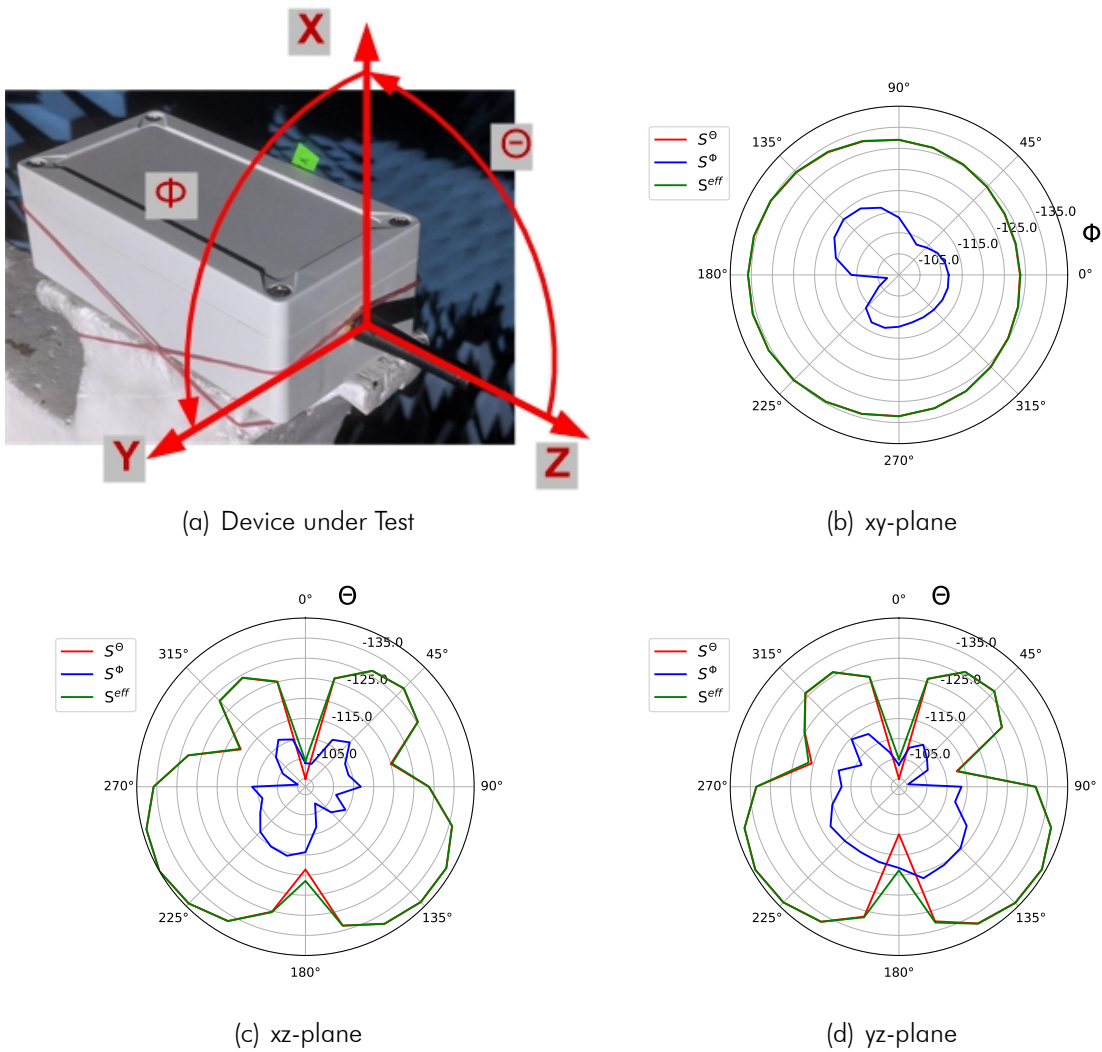 X
Θ
Φ
Y
Z
(a) Device under Test
90°
135°
45°
S^Θ
S^Φ
S^eff
-135.0
-125.0
-115.0
-105.0
Φ
180°
0°
225°
315°
270°
(b) xy-plane
0°
Θ
315°
45°
S^Θ
S^Φ
S^eff
-135.0
-125.0
-115.0
-105.0
270°
90°
225°
135°
180°
(c) xz-plane
0°
Θ
315°
45°
S^Θ
S^Φ
S^eff
-135.0
-125.0
-115.0
-105.0
270°
90°
225°
135°
180°
(d) yz-plane